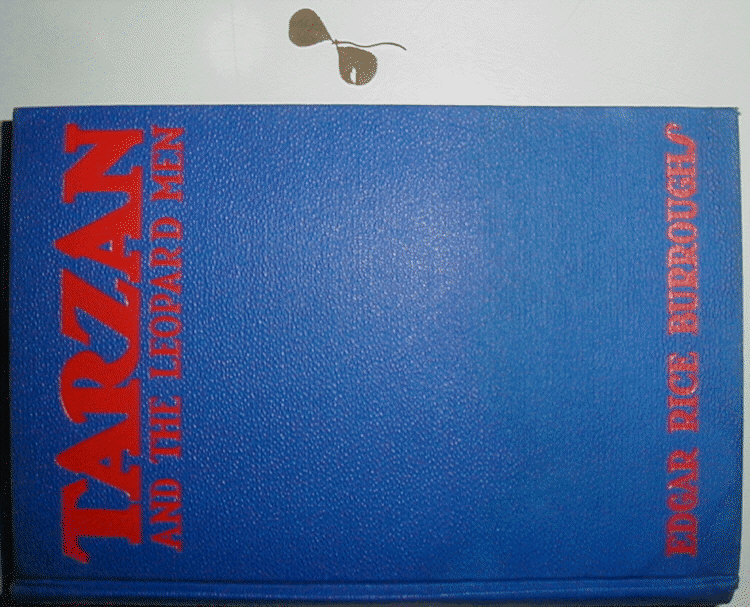 TARZAN
AND THE LEOPARD MEN
EDGAR RICE BURROUGHS